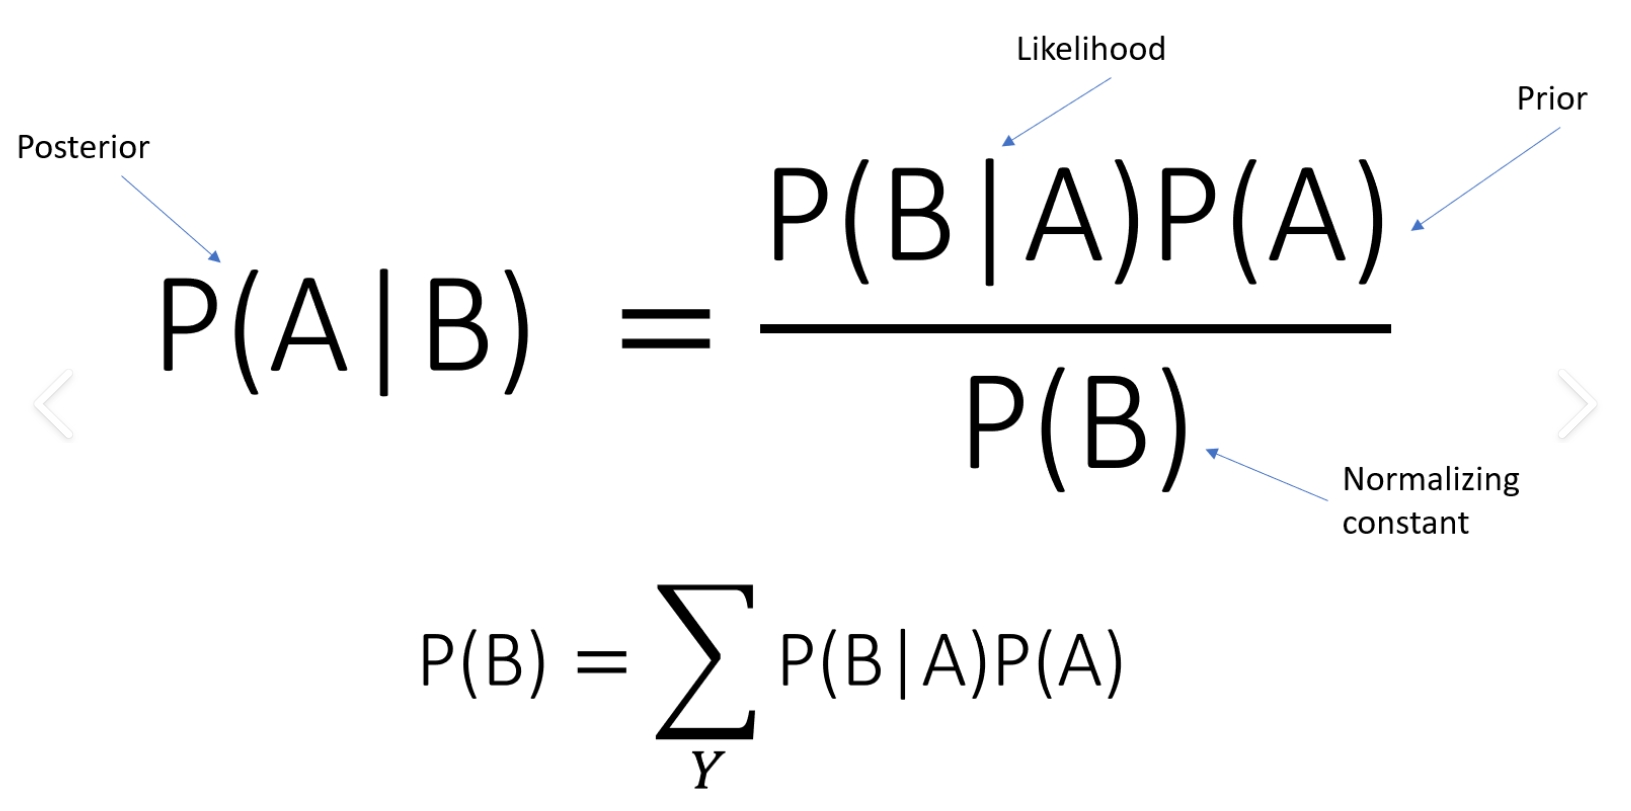 Likelihood
Prior
Posterior
P(A|B) = P(B|A)P(A)
P(B)
Normalizing
constant
P(B) = ∑ P(B|A)P(A)
Y